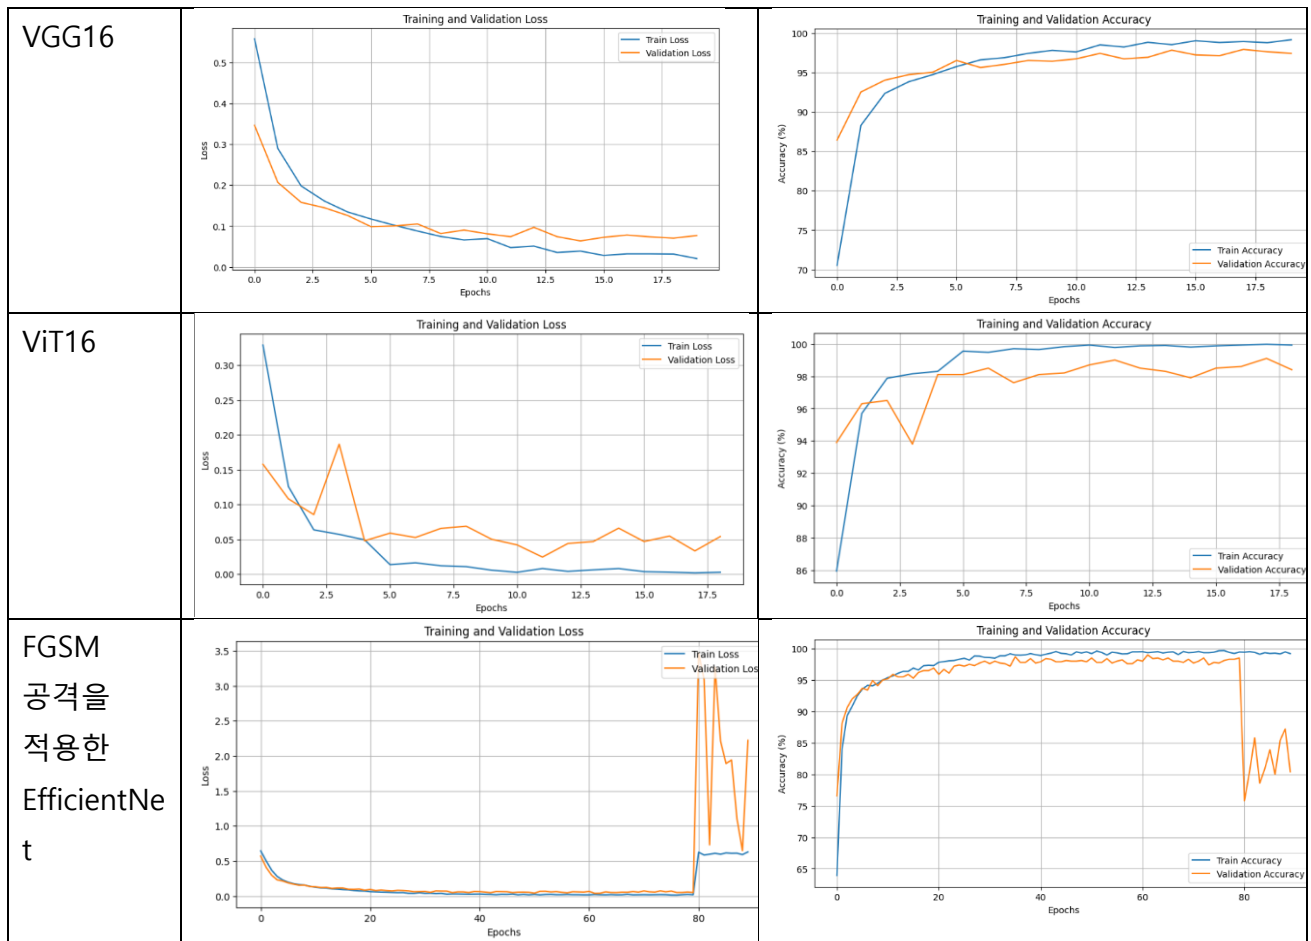 VGG16
Training and Validation Loss
Train Loss
Validation Loss
0.5
0.4
0.3
0.2
0.1
0.0
Loss
0.0 2.5 5.0 7.5 10.0 12.5 15.0 17.5
Epochs
Training and Validation Accuracy
100
95
90
85
80
75
70
Accuracy (%)
Train Accuracy
Validation Accuracy
0.0 2.5 5.0 7.5 10.0 12.5 15.0 17.5
Epochs
ViT16
Training and Validation Loss
Train Loss
Validation Loss
0.30
0.25
0.20
0.15
0.10
0.05
0.00
Loss
0.0 2.5 5.0 7.5 10.0 12.5 15.0 17.5
Epochs
Training and Validation Accuracy
100
98
96
94
92
90
88
86
Accuracy (%)
Train Accuracy
Validation Accuracy
0.0 2.5 5.0 7.5 10.0 12.5 15.0 17.5
Epochs
FGSM
공격을
적용한
EfficientNe
t
Training and Validation Loss
Train Loss
Validation Loss
3.5
3.0
2.5
2.0
1.5
1.0
0.5
0.0
Loss
0 20 40 60 80
Epochs
Training and Validation Accuracy
100
95
90
85
80
75
70
65
Accuracy (%)
Train Accuracy
Validation Accuracy
0 20 40 60 80
Epochs